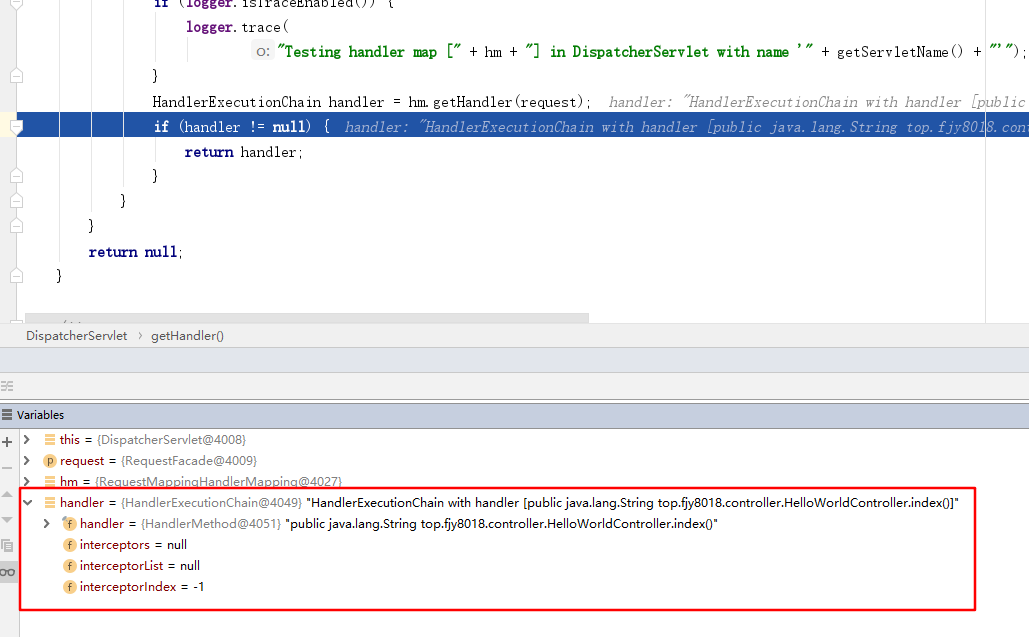 if (logger.isTraceEnabled()) {
logger.trace(
o: "Testing handler map [" + hm + "] in DispatcherServlet with name '" + getServletName() + "'");
}
HandlerExecutionChain handler = hm.getHandler(request);  handler: "HandlerExecutionChain with handler [public
if (handler != null) {  handler: "HandlerExecutionChain with handler [public java.lang.String top.fjy8018.cont
return handler;
}
}
}
return null;
}
DispatcherServlet › getHandler()
Variables
this = {DispatcherServlet@4008}
p request = {RequestFacade@4009}
hm = {RequestMappingHandlerMapping@4027}
handler = {HandlerExecutionChain@4049} "HandlerExecutionChain with handler [public java.lang.String top.fjy8018.controller.HelloWorldController.index()]"
f handler = {HandlerMethod@4051} "public java.lang.String top.fjy8018.controller.HelloWorldController.index()"
f interceptors = null
f interceptorList = null
f interceptorIndex = -1